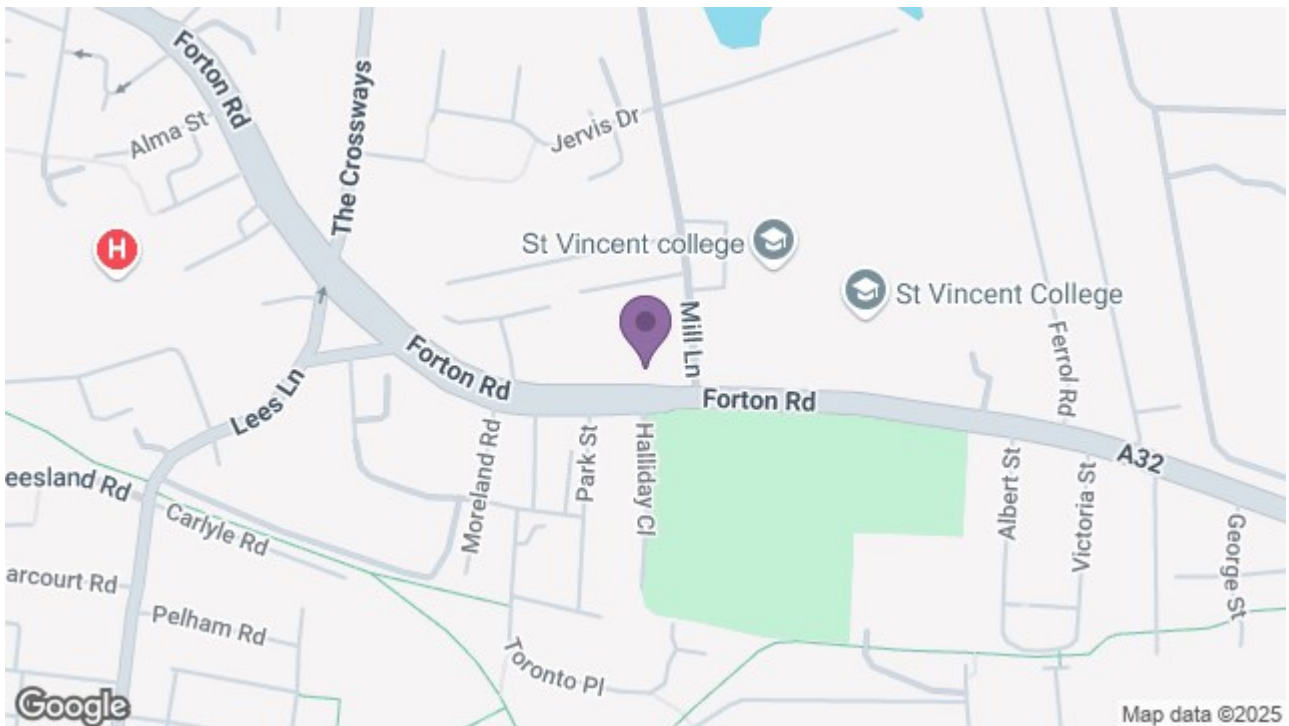 Forton Rd
The Crossways
Alma St
Jervis Dr
H
St Vincent college
St Vincent College
Mill Ln
Ferrol Rd
Forton Rd
Forton Rd
Lees Ln
A32
eesland Rd
Moreland Rd
Park St
Halliday Cl
Albert St
Victoria St
Carlyle Rd
George St
arcourt Rd
Pelham Rd
Toronto Pl
Google
Map data ©2025